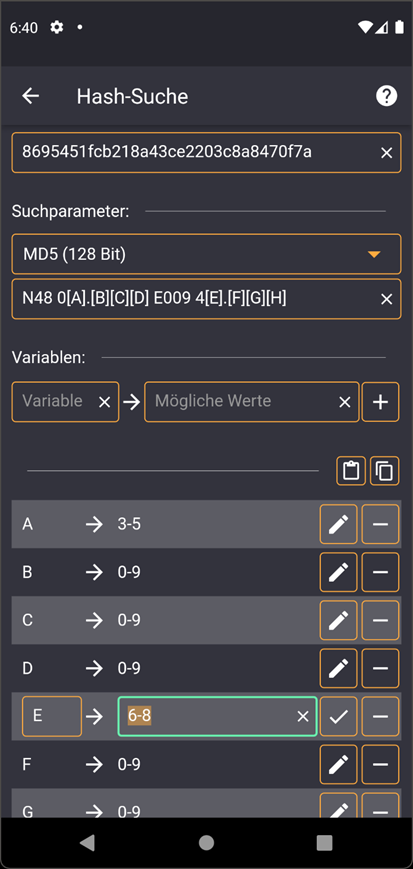 6:40
Hash-Suche
8695451fcb218a43ce2203c8a8470f7a
Suchparameter:
MD5 (128 Bit)
N48 0[A].[B][C][D] E009 4[E].[F][G][H]
Variablen:
Variable → Mögliche Werte
A → 3-5
B → 0-9
C → 0-9
D → 0-9
E → 6-8
F → 0-9
G → 0-9